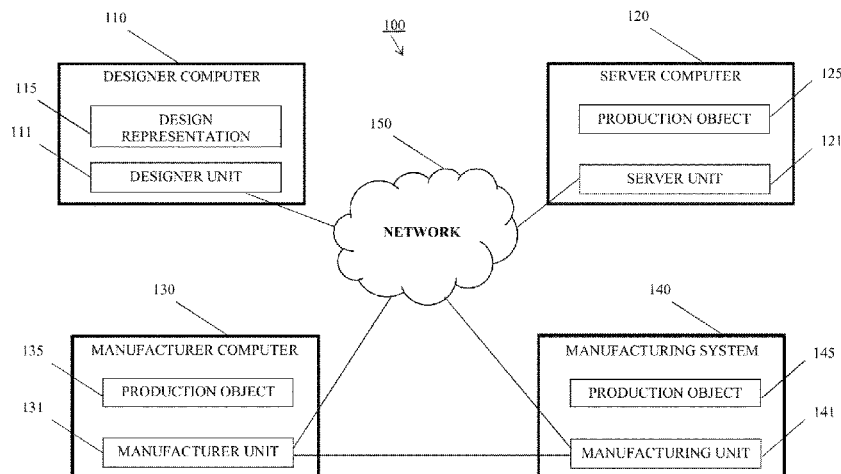 110
100
120
DESIGNER COMPUTER
SERVER COMPUTER
115
DESIGN
REPRESENTATION
PRODUCTION OBJECT
125
111
DESIGNER UNIT
150
SERVER UNIT
121
NETWORK
130
140
MANUFACTURER COMPUTER
MANUFACTURING SYSTEM
135
PRODUCTION OBJECT
PRODUCTION OBJECT
145
131
MANUFACTURER UNIT
MANUFACTURING UNIT
141